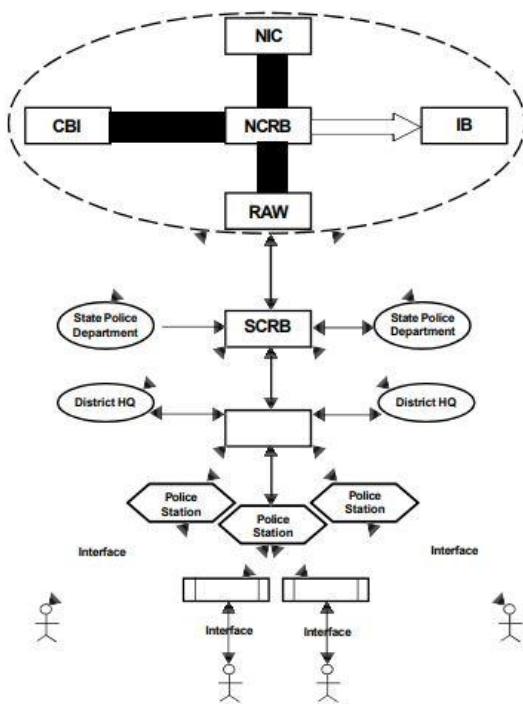 NIC
CBI
NCRB
IB
RAW
State Police
Department
SCRB
State Police
Department
District HQ
District HQ
Police
Station
Police
Station
Police
Station
Interface
Interface
Interface
Interface